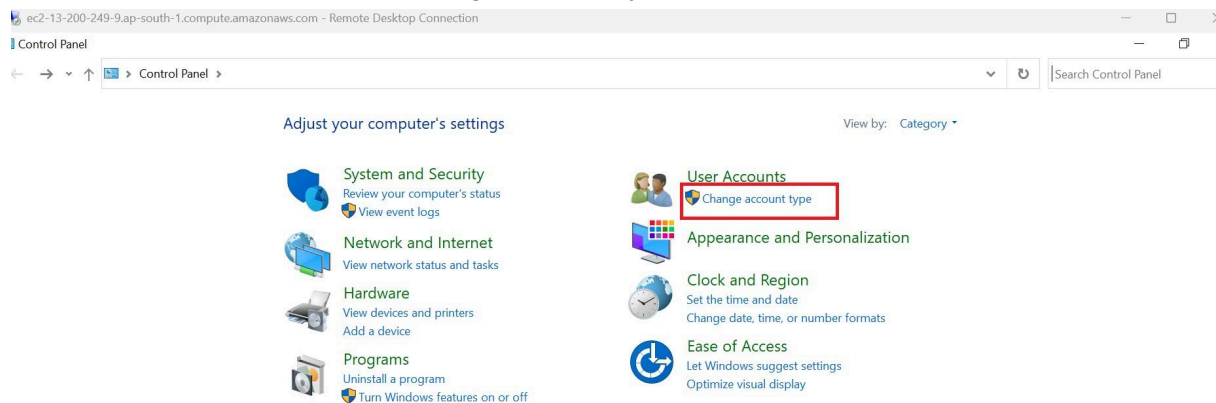 ec2-13-200-249-9.ap-south-1.compute.amazonaws.com - Remote Desktop Connection
Control Panel
Control Panel
Search Control Panel
Adjust your computer's settings
View by: Category
System and Security
Review your computer's status
View event logs
Network and Internet
View network status and tasks
Hardware
View devices and printers
Add a device
Programs
Uninstall a program
Turn Windows features on or off
User Accounts
Change account type
Appearance and Personalization
Clock and Region
Set the time and date
Change date, time, or number formats
Ease of Access
Let Windows suggest settings
Optimize visual display